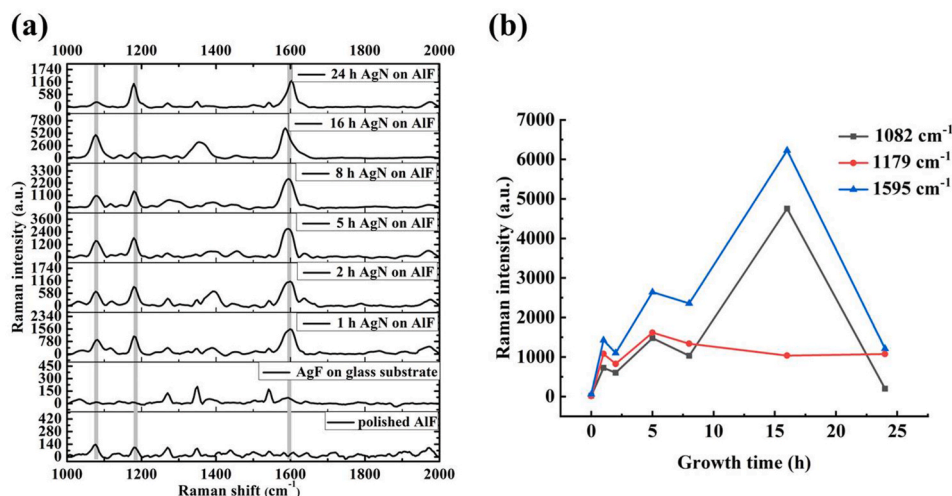 (a)
1000 1200 1400 1600 1800 2000
1740
1160
580
0
24 h AgN on AlF
7800
5200
2600
0
16 h AgN on AlF
3300
2200
1100
0
8 h AgN on AlF
3600
2400
1200
0
5 h AgN on AlF
1740
1160
580
0
2 h AgN on AlF
2340
1560
780
0
1 h AgN on AlF
450
300
150
0
AgF on glass substrate
420
280
140
0
polished AlF
1000 1200 1400 1600 1800 2000
Raman shift (cm⁻¹)
Raman intensity (a.u.)
(b)
1082 cm⁻¹
1179 cm⁻¹
1595 cm⁻¹
7000
6000
5000
4000
3000
2000
1000
0
0 5 10 15 20 25
Growth time (h)
Raman intensity (a.u.)